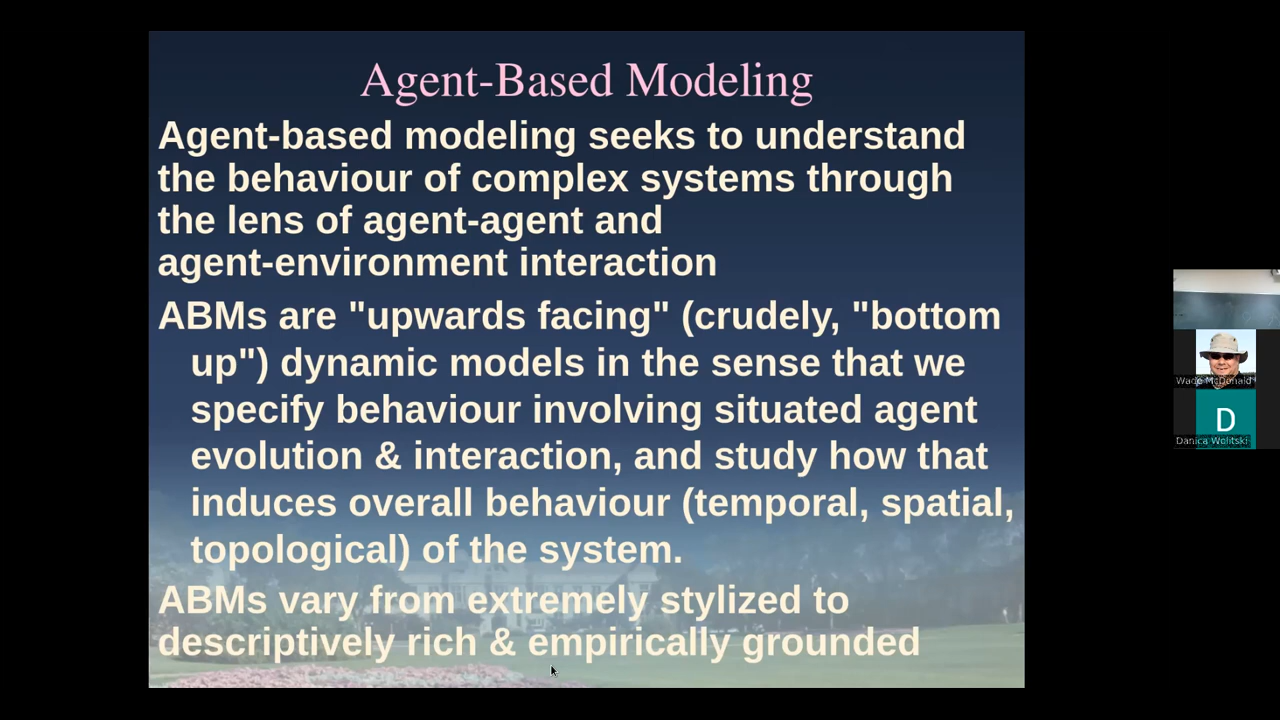 Agent-Based Modeling
Agent-based modeling seeks to understand
the behaviour of complex systems through
the lens of agent-agent and
agent-environment interaction
ABMs are "upwards facing" (crudely, "bottom
up") dynamic models in the sense that we
specify behaviour involving situated agent
evolution & interaction, and study how that
induces overall behaviour (temporal, spatial,
topological) of the system.
ABMs vary from extremely stylized to
descriptively rich & empirically grounded
Wade McDonald
D
Danica Wolitski